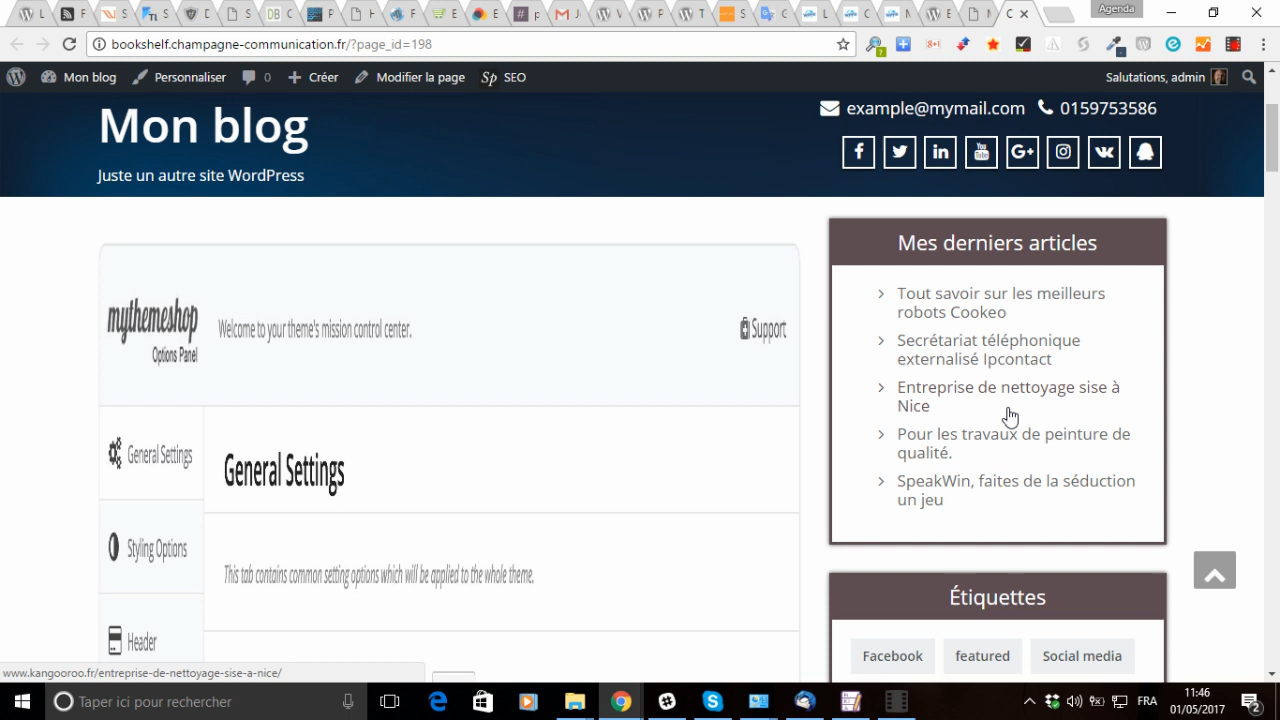 Agenda
bookshelf.champagne-communication.fr/?page_id=198
Mon blog
Personnaliser
0
Créer
Modifier la page
Sp SEO
Salutations, admin
Mon blog
Juste un autre site WordPress
example@mymail.com
0159753586
mythemeshop
Options Panel
Welcome to your theme's mission control center.
Support
General Settings
General Settings
Styling Options
This tab contains common setting options which will be applied to the whole theme.
Header
Mes derniers articles
Tout savoir sur les meilleurs
robots Cookeo
Secrétariat téléphonique
externalisé Ipcontact
Entreprise de nettoyage sise à
Nice
Pour les travaux de peinture de
qualité.
SpeakWin, faites de la séduction
un jeu
Étiquettes
Facebook
featured
Social media
www.kangooroo.fr/entreprise-de-nettoyage-sise-a-nice/
Taper ici pour rechercher
FRA
11:46
01/05/2017
2